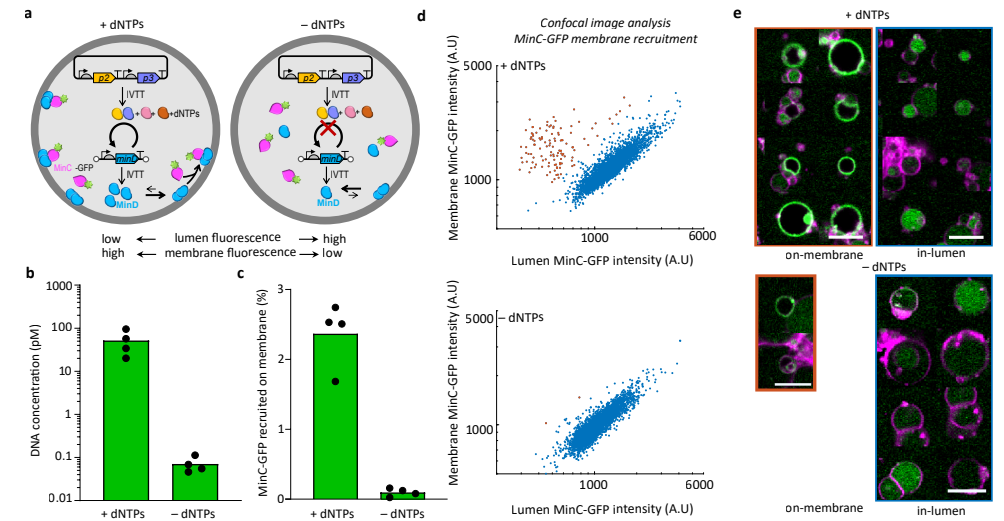 a
+ dNTPs
− dNTPs
p2
p3
IVTT
+dNTPs
minD
IVTT
MinC -GFP
MinD
p2
p3
IVTT
+dNTPs
minD
IVTT
MinD
low ← lumen fluorescence → high
high ← membrane fluorescence → low
b
DNA concentration (pM)
1000
100
10
1
0.1
0.01
+ dNTPs
− dNTPs
c
MinC-GFP recruited on membrane (%)
3
2
1
0
+ dNTPs
− dNTPs
d
Confocal image analysis
MinC-GFP membrane recruitment
Membrane MinC-GFP intensity (A.U)
5000
+ dNTPs
1000
1000
6000
Lumen MinC-GFP intensity (A.U)
Membrane MinC-GFP intensity (A.U)
5000
− dNTPs
1000
1000
6000
Lumen MinC-GFP intensity (A.U)
e
+ dNTPs
on-membrane
in-lumen
− dNTPs
on-membrane
in-lumen